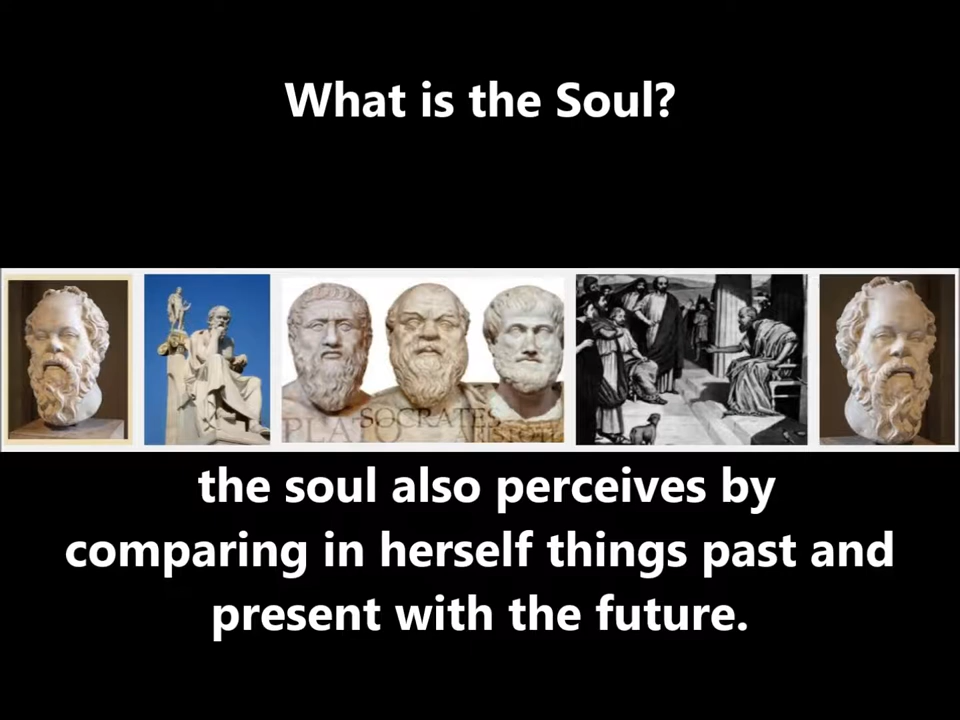 What is the Soul?
PLATO SOCRATES
the soul also perceives by
comparing in herself things past and
present with the future.